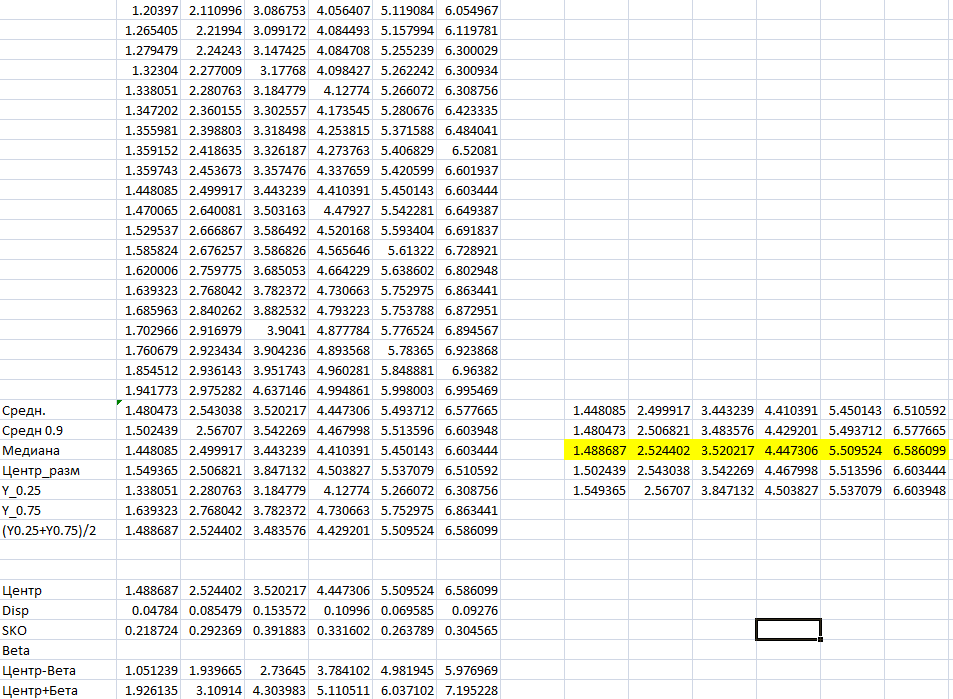 1.20397 2.110996 3.086753 4.056407 5.119084 6.054967
1.265405 2.21994 3.099172 4.084493 5.157994 6.119781
1.279479 2.24243 3.147425 4.084708 5.255239 6.300029
1.32304 2.277009 3.17768 4.098427 5.262242 6.300934
1.338051 2.280763 3.184779 4.12774 5.266072 6.308756
1.347202 2.360155 3.302557 4.173545 5.280676 6.423335
1.355981 2.398803 3.318498 4.253815 5.371588 6.484041
1.359152 2.418635 3.326187 4.273763 5.406829 6.52081
1.359743 2.453673 3.357476 4.337659 5.420599 6.601937
1.448085 2.499917 3.443239 4.410391 5.450143 6.603444
1.470065 2.640081 3.503163 4.47927 5.542281 6.649387
1.529537 2.666867 3.586492 4.520168 5.593404 6.691837
1.585824 2.676257 3.586826 4.565646 5.61322 6.728921
1.620006 2.759775 3.685053 4.664229 5.638602 6.802948
1.639323 2.768042 3.782372 4.730663 5.752975 6.863441
1.685963 2.840262 3.882532 4.793223 5.753788 6.872951
1.702966 2.916979 3.9041 4.877784 5.776524 6.894567
1.760679 2.923434 3.904236 4.893568 5.78365 6.923868
1.854512 2.936143 3.951743 4.960281 5.848881 6.96382
1.941773 2.975282 4.637146 4.994861 5.998003 6.995469
Средн. 1.480473 2.543038 3.520217 4.447306 5.493712 6.577665 1.448085 2.499917 3.443239 4.410391 5.450143 6.510592
Средн 0.9 1.502439 2.56707 3.542269 4.467998 5.513596 6.603948 1.480473 2.506821 3.483576 4.429201 5.493712 6.577665
Медиана 1.448085 2.499917 3.443239 4.410391 5.450143 6.603444 1.488687 2.524402 3.520217 4.447306 5.509524 6.586099
Центр_разм 1.549365 2.506821 3.847132 4.503827 5.537079 6.510592 1.502439 2.543038 3.542269 4.467998 5.513596 6.603444
Y_0.25 1.338051 2.280763 3.184779 4.12774 5.266072 6.308756 1.549365 2.56707 3.847132 4.503827 5.537079 6.603948
Y_0.75 1.639323 2.768042 3.782372 4.730663 5.752975 6.863441
(Y0.25+Y0.75)/2 1.488687 2.524402 3.483576 4.429201 5.509524 6.586099
Центр 1.488687 2.524402 3.520217 4.447306 5.509524 6.586099
Disp 0.04784 0.085479 0.153572 0.10996 0.069585 0.09276
SKO 0.218724 0.292369 0.391883 0.331602 0.263789 0.304565
Beta
Центр-Бета 1.051239 1.939665 2.73645 3.784102 4.981945 5.976969
Центр+Бета 1.926135 3.10914 4.303983 5.110511 6.037102 7.195228